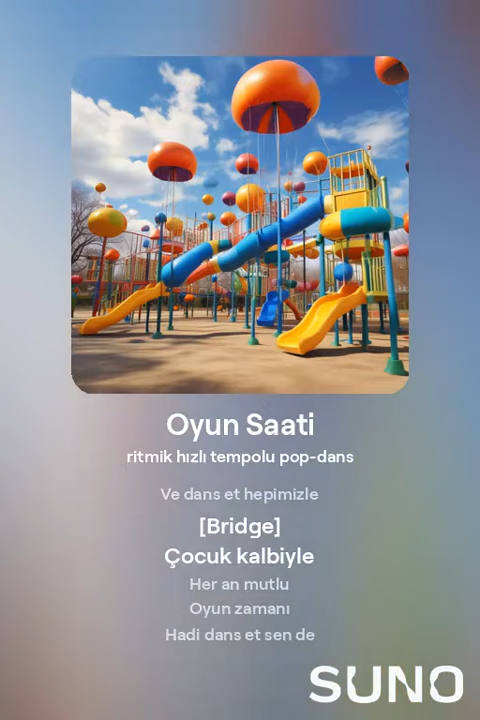 Oyun Saati
ritmik hızlı tempolu pop-dans
Ve dans et hepimizle
[Bridge]
Çocuk kalbiyle
Her an mutlu
Oyun zamanı
Hadi dans et sen de
SUNO